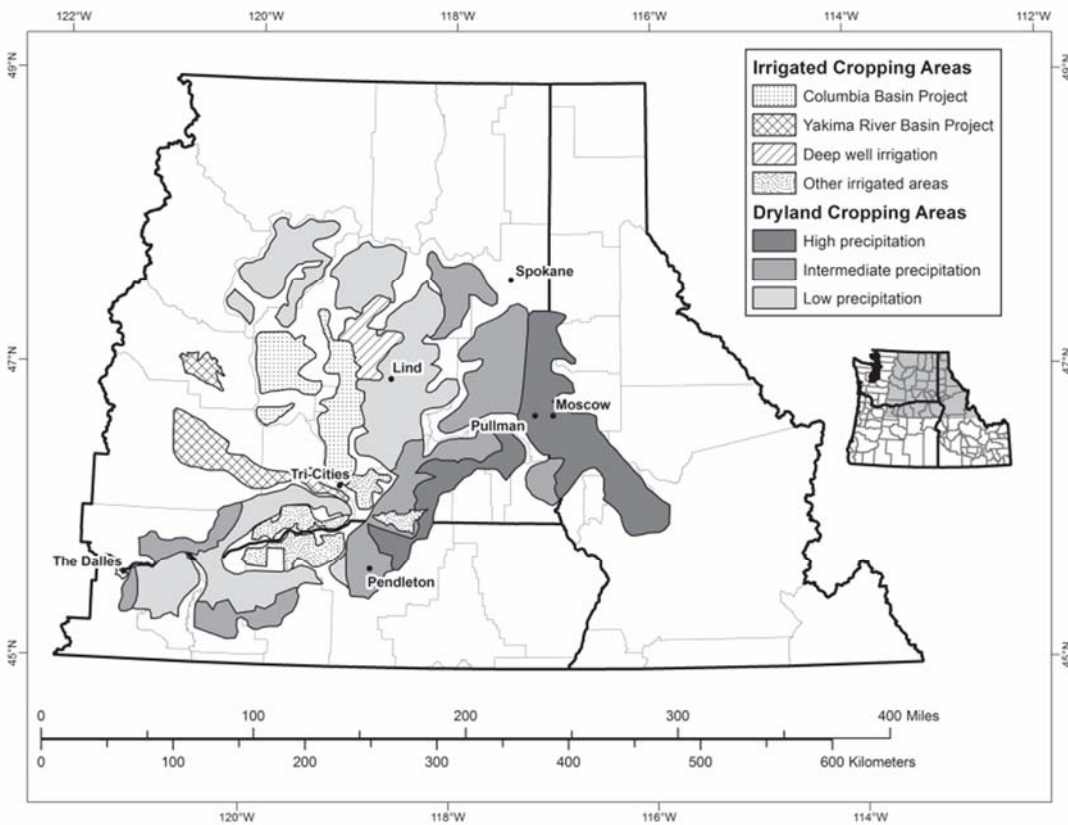 122°W 120°W 118°W 116°W 114°W 112°W
49°N 49°N
Irrigated Cropping Areas
Columbia Basin Project
Yakima River Basin Project
Deep well irrigation
Other irrigated areas
Dryland Cropping Areas
High precipitation
Intermediate precipitation
Low precipitation
Spokane
47°N 47°N
Lind
Moscow
Pullman
Tri-Cities
The Dalles
Pendleton
45°N 45°N
0 100 200 300 400 Miles
0 100 200 300 400 500 600 Kilometers
120°W 118°W 116°W 114°W